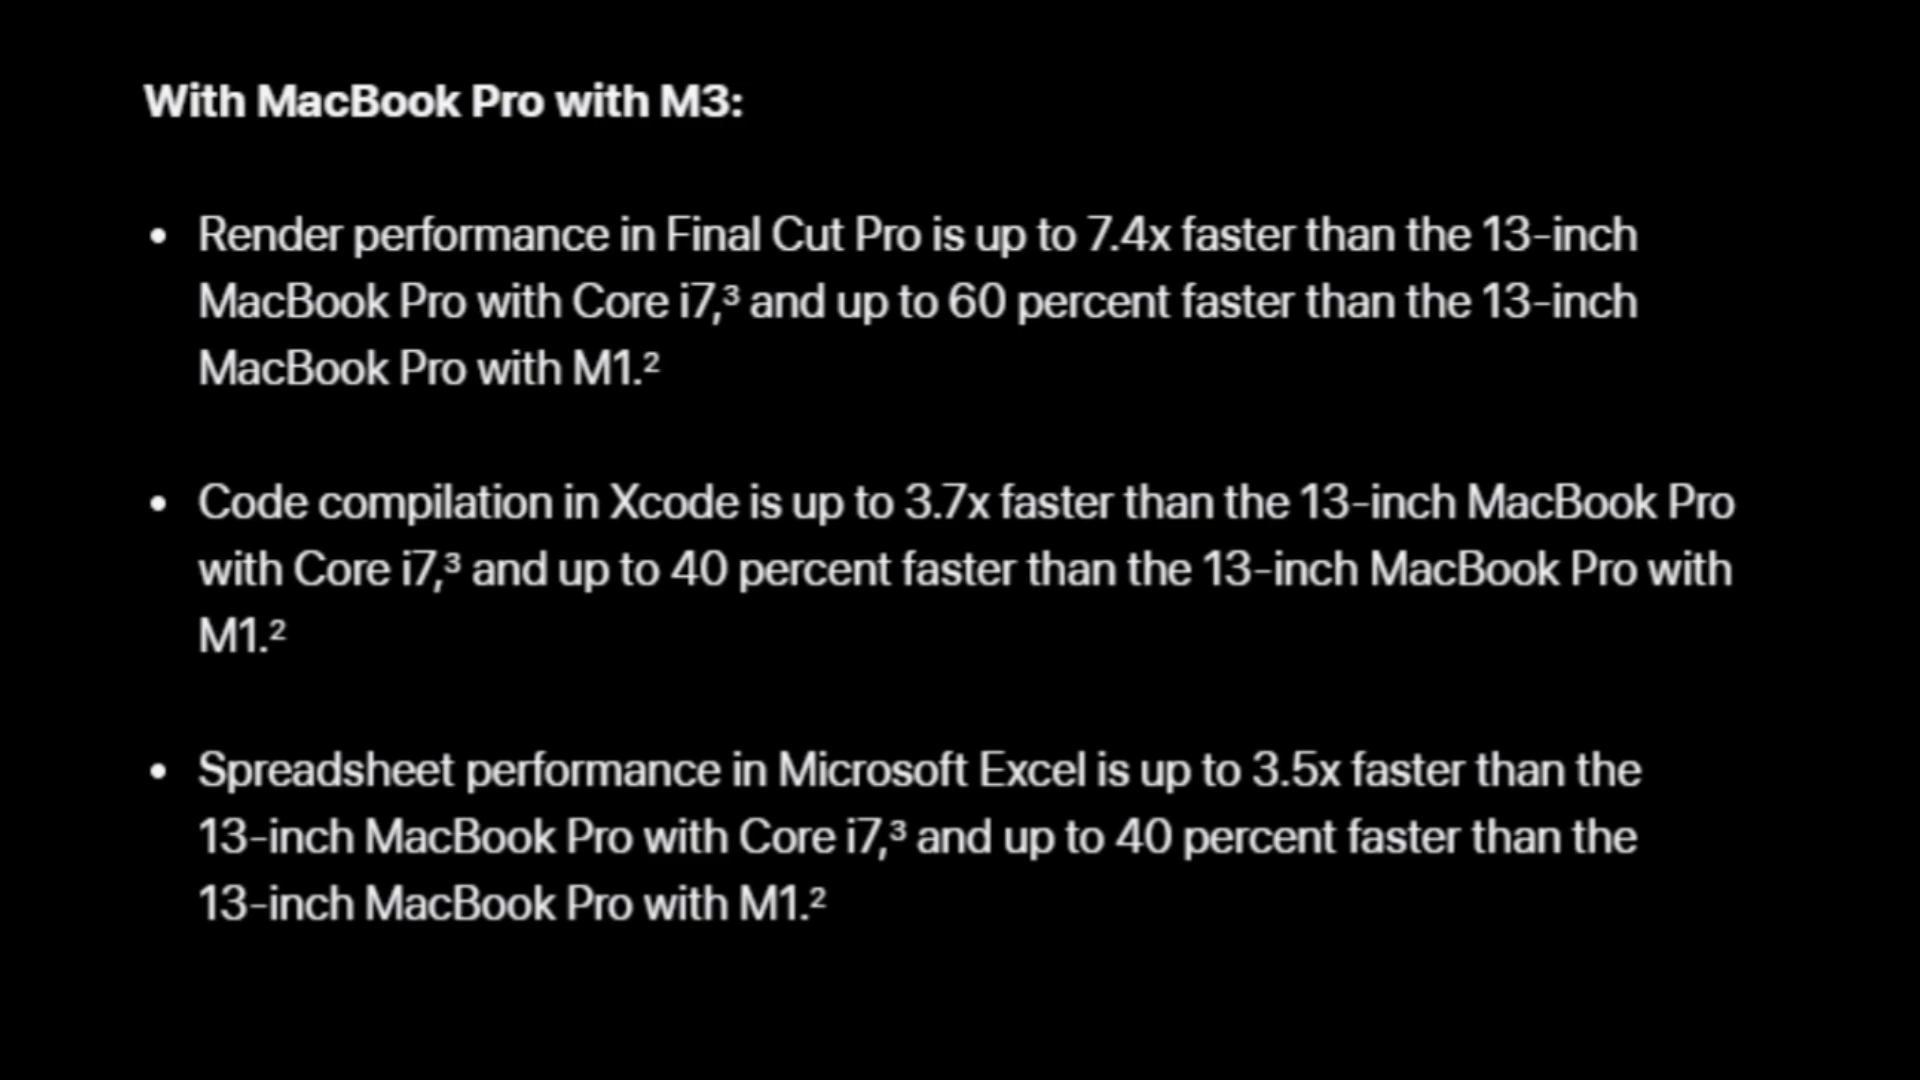 With MacBook Pro with M3:
• Render performance in Final Cut Pro is up to 7.4x faster than the 13-inch
MacBook Pro with Core i7,³ and up to 60 percent faster than the 13-inch
MacBook Pro with M1.²
• Code compilation in Xcode is up to 3.7x faster than the 13-inch MacBook Pro
with Core i7,³ and up to 40 percent faster than the 13-inch MacBook Pro with
M1.²
• Spreadsheet performance in Microsoft Excel is up to 3.5x faster than the
13-inch MacBook Pro with Core i7,³ and up to 40 percent faster than the
13-inch MacBook Pro with M1.²